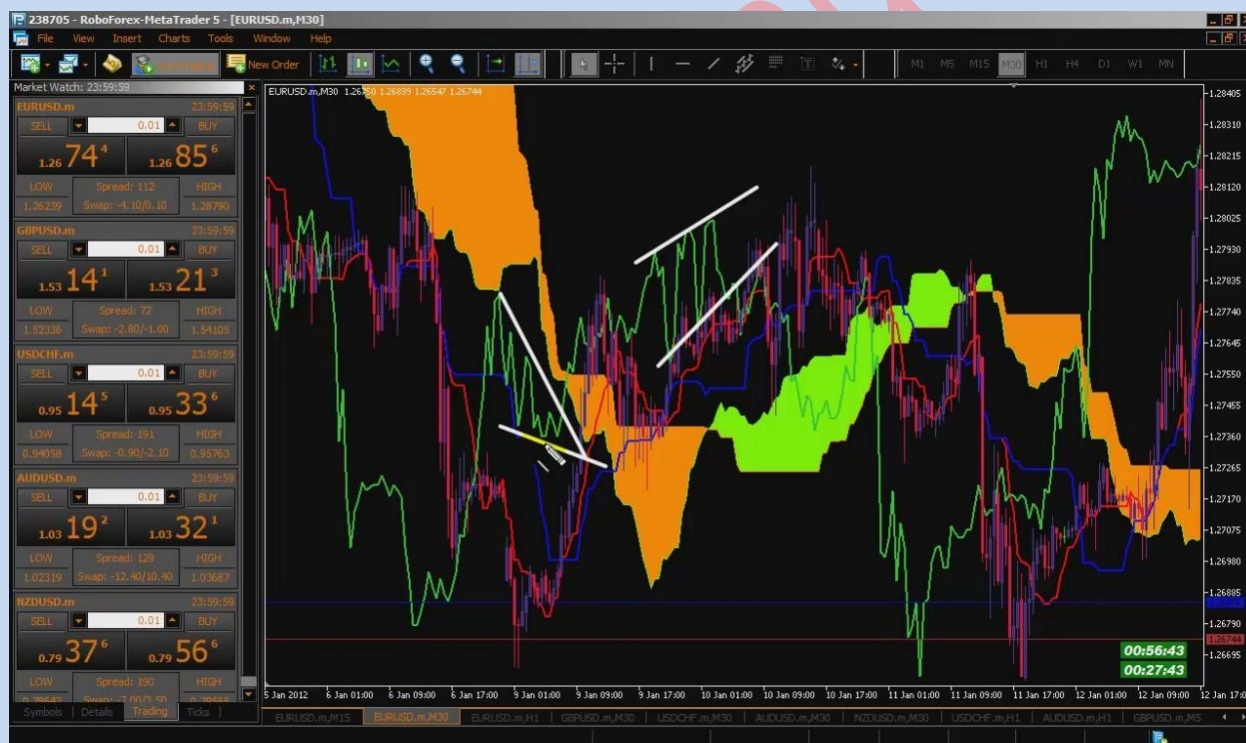 238705 - RoboForex-MetaTrader 5 - [EURUSD.m,M30]
File View Insert Charts Tools Window Help
New Order M1 M5 M15 M30 H1 H4 D1 W1 MN
Market Watch: 23:59:59
EURUSD.m 23:59:59
SELL 0.01 BUY
1.26 74 4 1.26 85 6
LOW Spread: 112 HIGH
1.26239 Swap: -4.10/0.10 1.28790
GBPUSD.m 23:59:59
SELL 0.01 BUY
1.53 14 1 1.53 21 3
LOW Spread: 72 HIGH
1.52336 Swap: -2.80/-1.00 1.54105
USDCHF.m 23:59:59
SELL 0.01 BUY
0.95 14 5 0.95 33 6
LOW Spread: 191 HIGH
0.94058 Swap: -0.90/-2.10 0.95763
AUDUSD.m 23:59:59
SELL 0.01 BUY
1.03 19 2 1.03 32 1
LOW Spread: 129 HIGH
1.02319 Swap: -12.40/10.40 1.03687
NZDUSD.m 23:59:59
SELL 0.01 BUY
0.79 37 6 0.79 56 6
LOW Spread: 190 HIGH
Symbols Details Trading Ticks
EURUSD.m,M30 1.26750 1.26839 1.26547 1.26744
1.28405
1.28310
1.28215
1.28120
1.28025
1.27930
1.27835
1.27740
1.27645
1.27550
1.27455
1.27360
1.27265
1.27170
1.27075
1.26980
1.26885
1.26790
1.26744
1.26695
00:56:43
00:27:43
5 Jan 2012 6 Jan 01:00 6 Jan 09:00 6 Jan 17:00 9 Jan 01:00 9 Jan 09:00 9 Jan 17:00 10 Jan 01:00 10 Jan 09:00 10 Jan 17:00 11 Jan 01:00 11 Jan 09:00 11 Jan 17:00 12 Jan 01:00 12 Jan 09:00 12 Jan 17:
EURUSD.m,M15 EURUSD.m,M30 EURUSD.m,H1 GBPUSD.m,M30 USDCHF.m,M30 AUDUSD.m,M30 NZDUSD.m,M30 USDCHF.m,H1 AUDUSD.m,H1 GBPUSD.m,M5